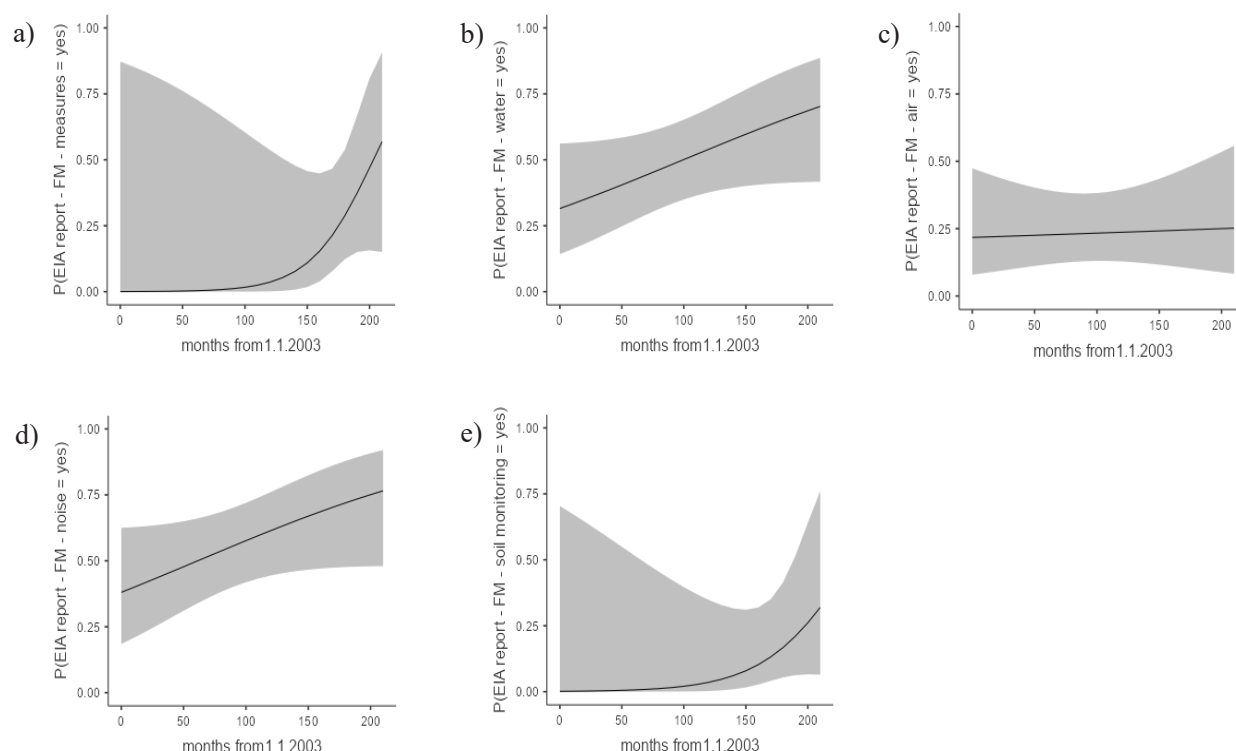 a)
P(EIA report - FM - measures = yes)
1.00
0.75
0.50
0.25
0.00
0 50 100 150 200
months from1.1.2003
b)
P(EIA report - FM - water = yes)
1.00
0.75
0.50
0.25
0.00
0 50 100 150 200
months from1.1.2003
c)
P(EIA report - FM - air = yes)
1.00
0.75
0.50
0.25
0.00
0 50 100 150 200
months from1.1.2003
d)
P(EIA report - FM - noise = yes)
1.00
0.75
0.50
0.25
0.00
0 50 100 150 200
months from1.1.2003
e)
P(EIA report - FM - soil monitoring = yes)
1.00
0.75
0.50
0.25
0.00
0 50 100 150 200
months from1.1.2003